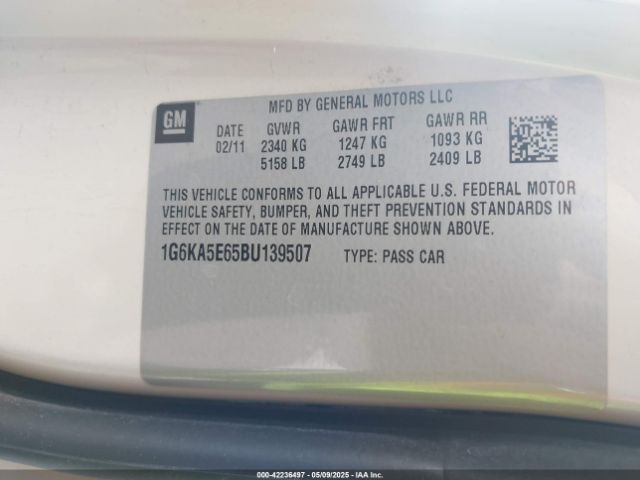 GM
MFD BY GENERAL MOTORS LLC
DATE GVWR GAWR FRT GAWR RR
02/11 2340 KG 1247 KG 1093 KG
5158 LB 2749 LB 2409 LB
THIS VEHICLE CONFORMS TO ALL APPLICABLE U.S. FEDERAL MOTOR
VEHICLE SAFETY, BUMPER, AND THEFT PREVENTION STANDARDS IN
EFFECT ON THE DATE OF MANUFACTURE SHOWN ABOVE.
1G6KA5E65BU139507 TYPE: PASS CAR
000-42236497 - 05/09/2025 - IAA Inc.